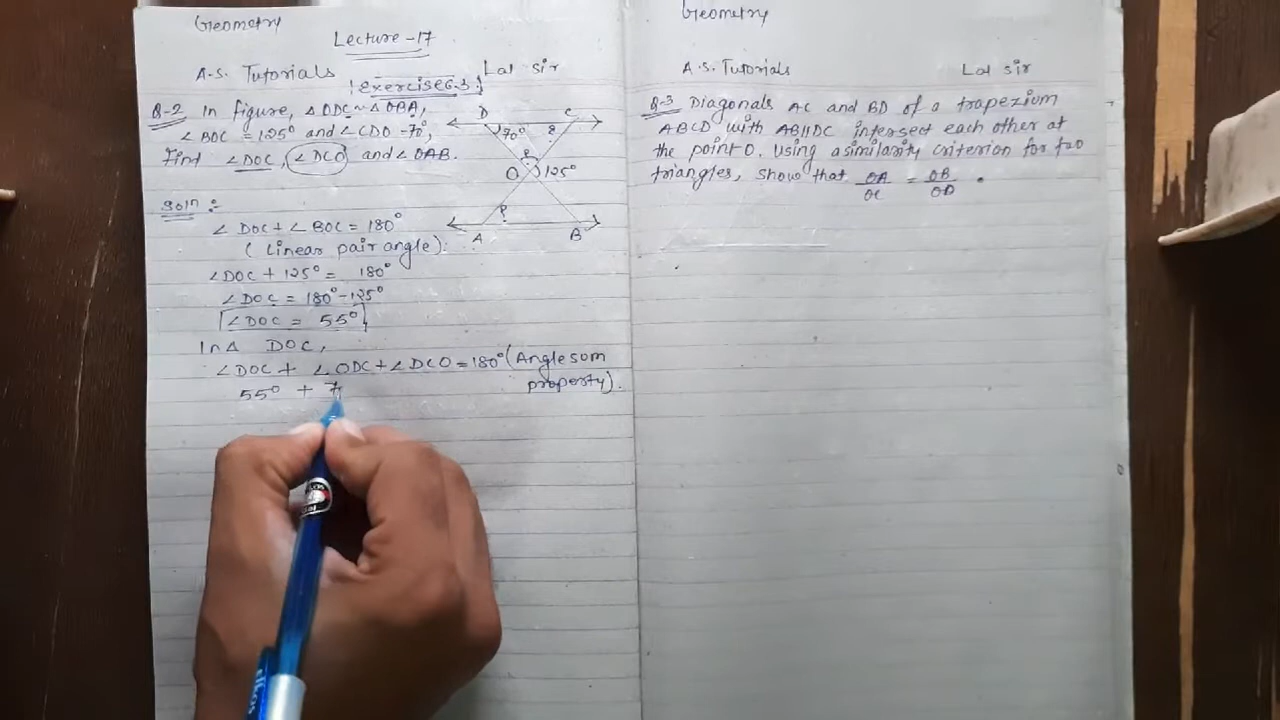 Geometry
Lecture-17
A.S. Tutorials Lal sir
Exercise 6.3
Q-2 In figure, △ODC ~ △OBA,
∠BOC = 125° and ∠CDO -70°,
Find ∠DOC, ∠DCO and ∠OAB.
D C
70° ?
?
O 125°
?
A B
Soln :-
∠DOC + ∠BOC = 180°
(Linear pair angle).
∠DOC + 125° = 180°
∠DOC = 180° - 125°
∠DOC = 55°
In △ DOC,
∠DOC + ∠ODC + ∠DCO = 180° (Angle som
property).
55° + 7
Geometry
A.S. Tutorials Lal sir
Q-3 Diagonals AC and BD of a trapezium
ABCD with AB||DC intersect each other at
the point O. Using a similarity criterion for two
triangles, show that OA/OC = OB/OD .